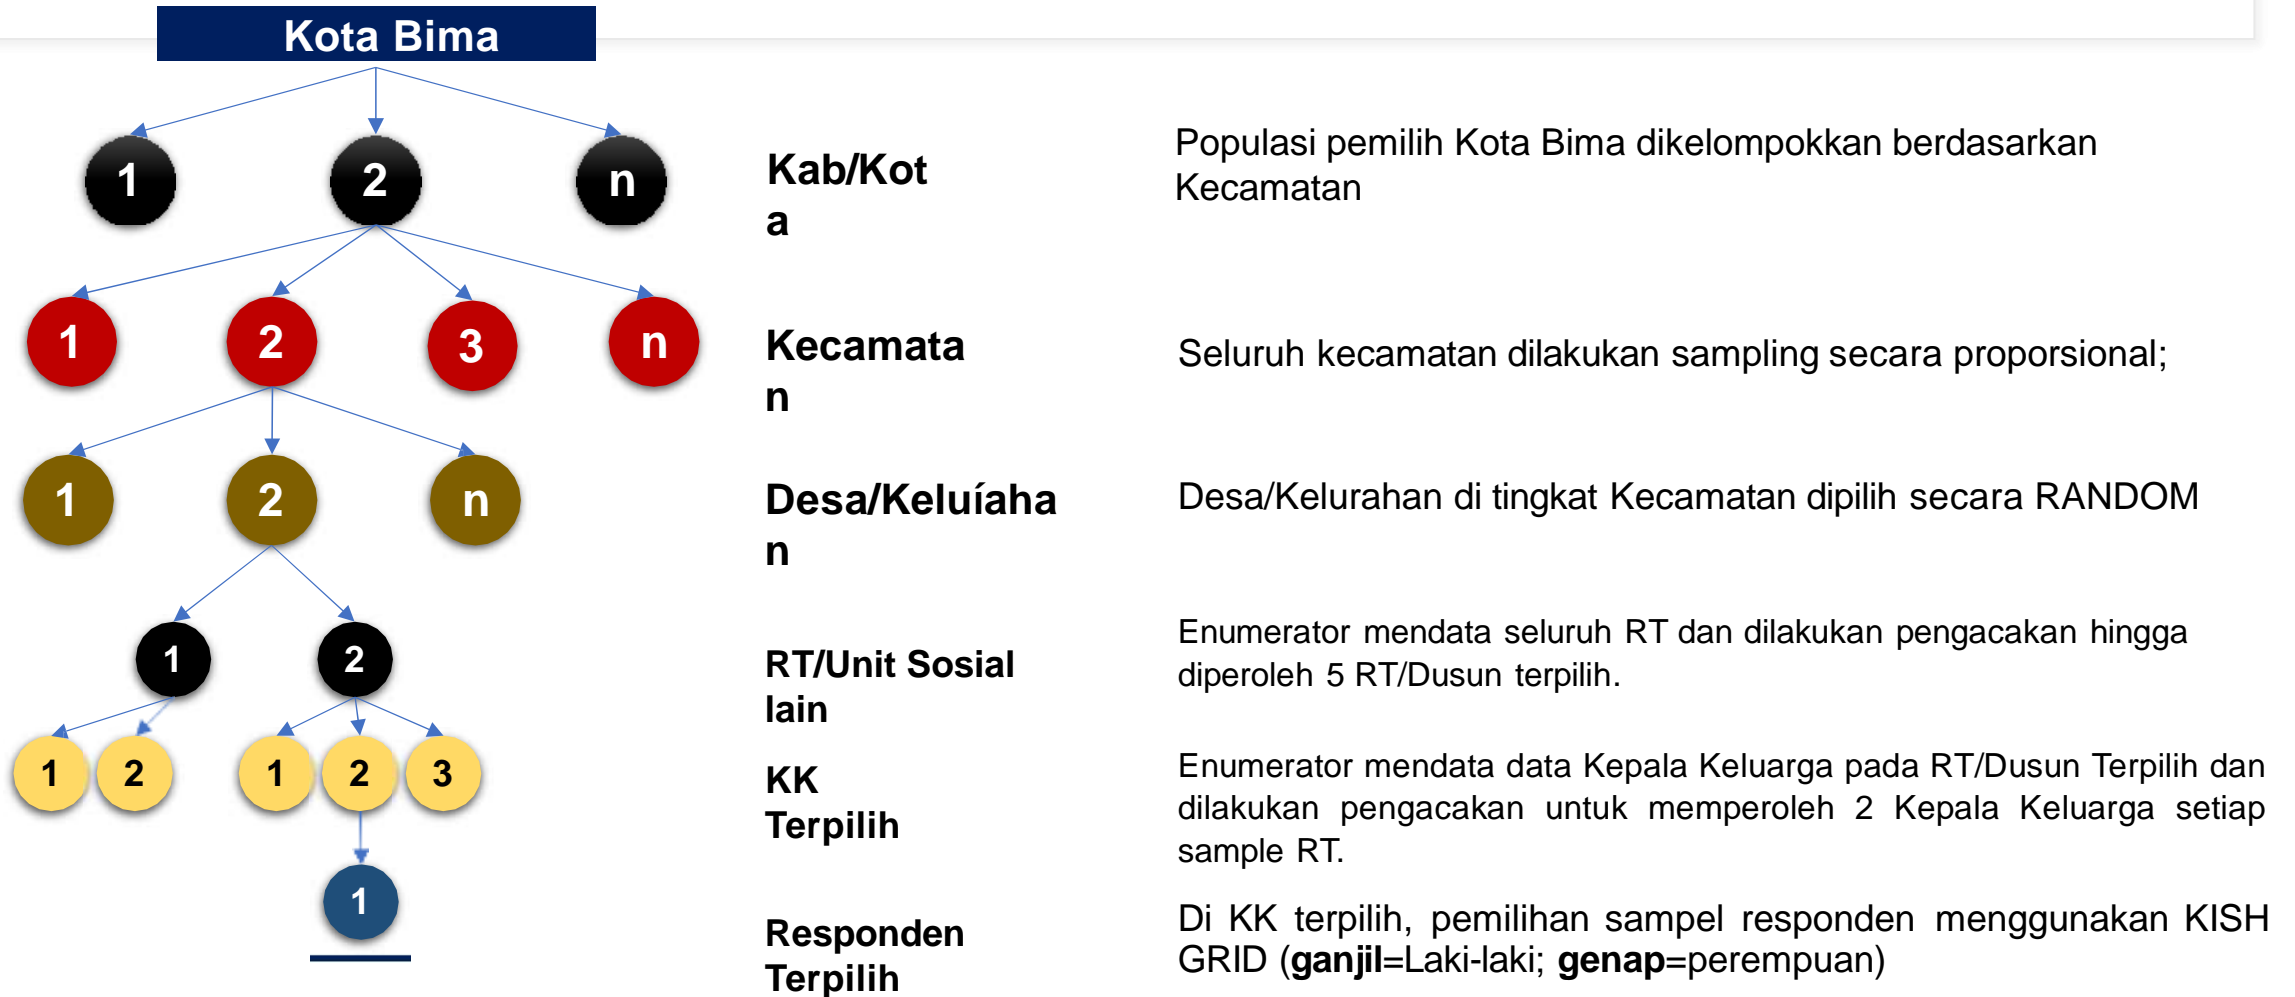 Kota Bima
1 2 n
Kab/Kot
a
Populasi pemilih Kota Bima dikelompokkan berdasarkan
Kecamatan
1 2 3 n
Kecamata
n
Seluruh kecamatan dilakukan sampling secara proporsional;
1 2 n
Desa/Keluíaha
n
Desa/Kelurahan di tingkat Kecamatan dipilih secara RANDOM
1 2
RT/Unit Sosial
lain
Enumerator mendata seluruh RT dan dilakukan pengacakan hingga
diperoleh 5 RT/Dusun terpilih.
1 2 1 2 3
KK
Terpilih
Enumerator mendata data Kepala Keluarga pada RT/Dusun Terpilih dan
dilakukan pengacakan untuk memperoleh 2 Kepala Keluarga setiap
sample RT.
1
Responden
Terpilih
Di KK terpilih, pemilihan sampel responden menggunakan KISH
GRID (ganjil=Laki-laki; genap=perempuan)